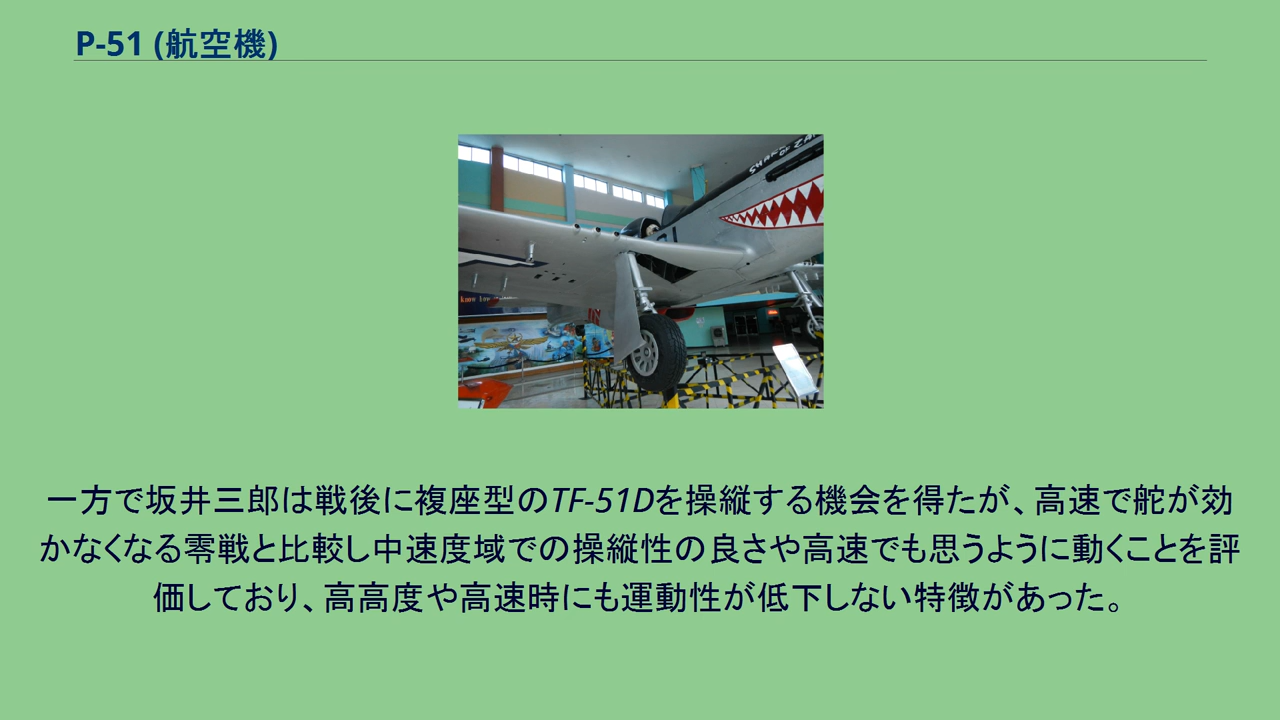 P-51 (航空機)
know how
一方で坂井三郎は戦後に複座型のTF-51Dを操縦する機会を得たが、高速で舵が効
かなくなる零戦と比較し中速度域での操縦性の良さや高速でも思うように動くことを評
価しており、高高度や高速時にも運動性が低下しない特徴があった。